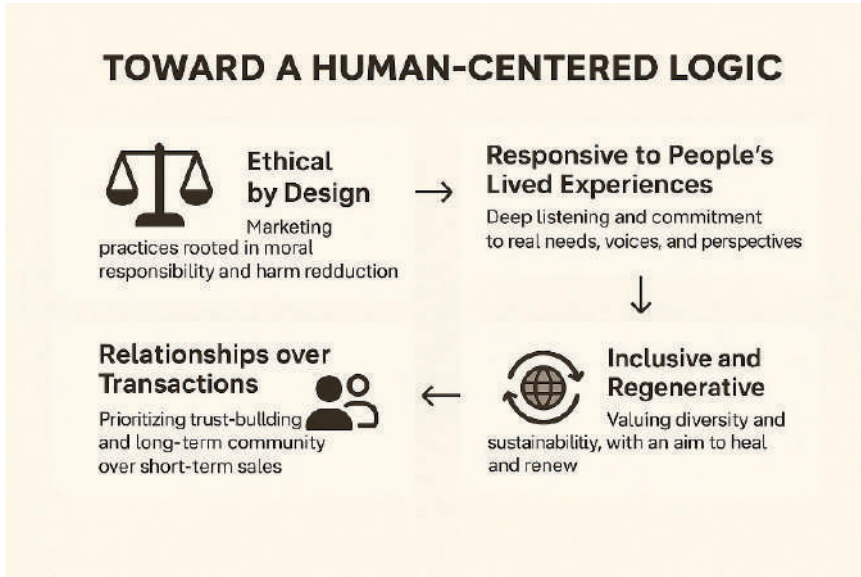 TOWARD A HUMAN-CENTERED LOGIC
Ethical
by Design
Marketing
practices rooted in moral
responsibility and harm redduction
Responsive to People's
Lived Experiences
Deep listening and commitment
to real needs, voices, and perspectives
Inclusive and
Regenerative
Valuing diversity and
sustainabilitiy, with an aim to heal
and renew
Relationships over
Transactions
Prioritizing trust-bullding
and long-term community
over short-term sales